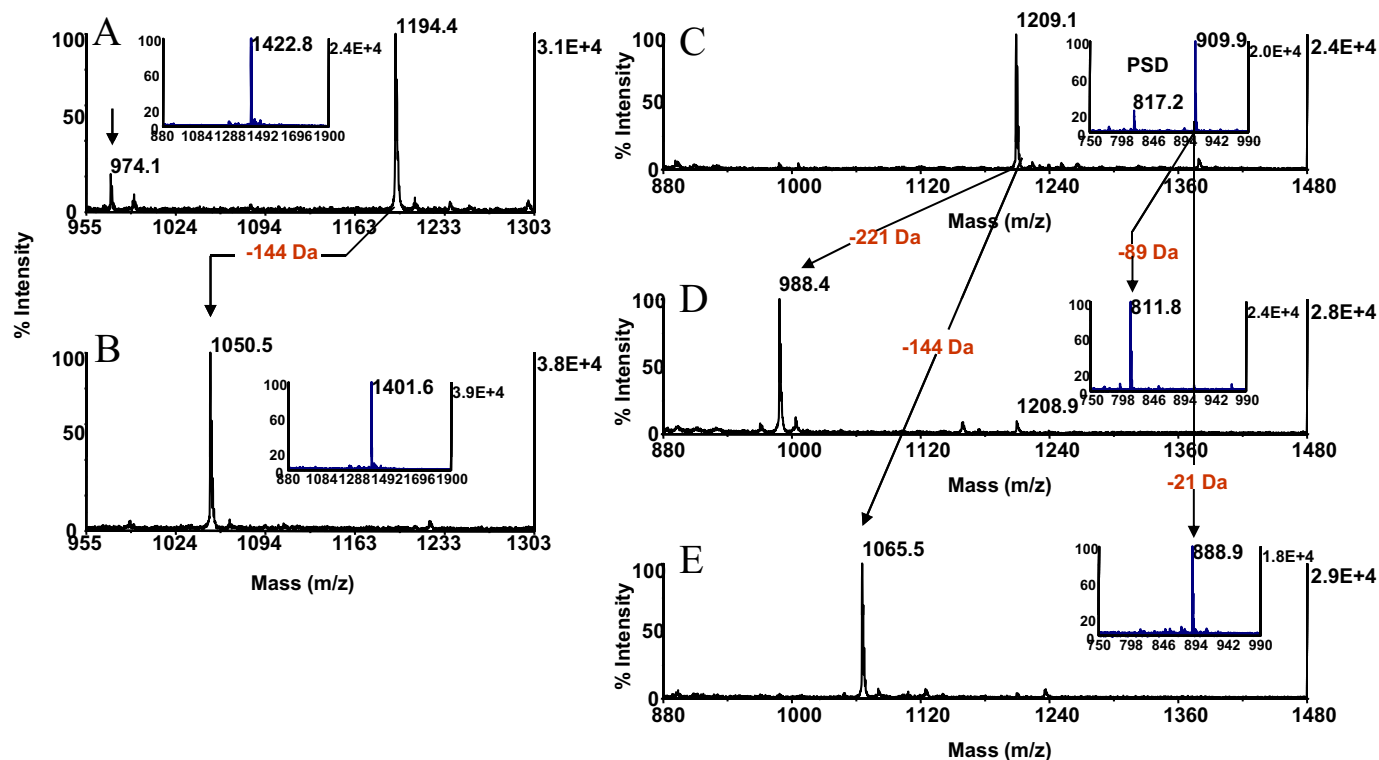 A
100
50
0
% Intensity
1194.4
974.1
3.1E+4
955 1024 1094 1163 1233 1303
100
80
60
20
0
1422.8
2.4E+4
880 1084 1288 1492 1696 1900
-144 Da
B
100
50
0
1050.5
3.8E+4
955 1024 1094 1163 1233 1303
Mass (m/z)
100
60
20
0
1401.6
3.9E+4
880 1084 1288 1492 1696 1900
C
% Intensity
100
50
0
1209.1
2.4E+4
880 1000 1120 1240 1360 1480
Mass (m/z)
100
80
60
20
0
PSD
817.2
909.9
2.0E+4
750 798 846 894 942 990
-221 Da
-89 Da
-144 Da
D
% Intensity
100
50
0
988.4
1208.9
2.8E+4
880 1000 1120 1240 1360 1480
Mass (m/z)
100
80
60
20
0
811.8
2.4E+4
750 798 846 894 942 990
-21 Da
E
% Intensity
100
50
0
1065.5
2.9E+4
880 1000 1120 1240 1360 1480
Mass (m/z)
100
80
60
20
0
888.9
1.8E+4
750 798 846 894 942 990